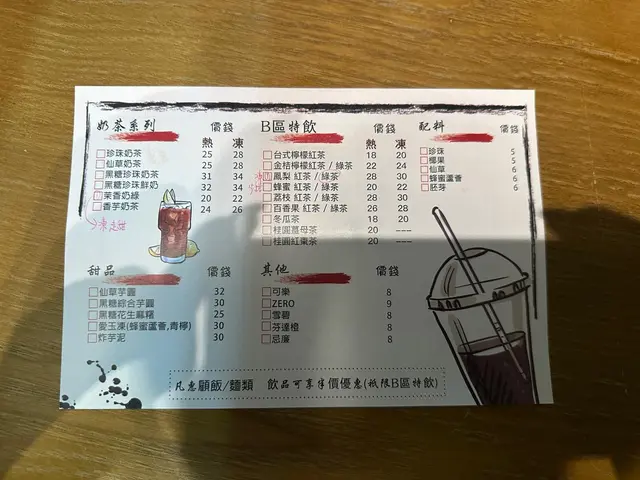 奶茶系列 價錢
熱 凍
珍珠奶茶 25 28
仙草奶茶 25 28
黑糖珍珠奶茶 31 34
黑糖珍珠鮮奶 32 34
茉香奶綠 20 22
香芋奶茶 24 26
凍走甜
B區特飲 價錢
熱 凍
台式檸檬紅茶 18 20
金桔檸檬紅茶 / 綠茶 22 24
鳳梨 紅茶 / 綠茶 28 30
蜂蜜 紅茶 / 綠茶 20 22
荔枝 紅茶 / 綠茶 28 30
百香果 紅茶 / 綠茶 26 28
冬瓜茶 18 20
桂圓薑母茶 20 ---
桂圓紅棗茶 20 ---
配料 價錢
珍珠 5
椰果 5
仙草 6
蜂蜜蘆薈 6
胚芽 6
甜品 價錢
仙草芋圓 32
黑糖綜合芋圓 30
黑糖花生麻糬 25
愛玉凍(蜂蜜蘆薈,青檸) 30
炸芋泥 30
其他 價錢
可樂 8
ZERO 9
雪碧 8
芬達橙 8
忌廉 8
凡惠顧飯/麵類 飲品可享半價優惠(祇限B區特飲)